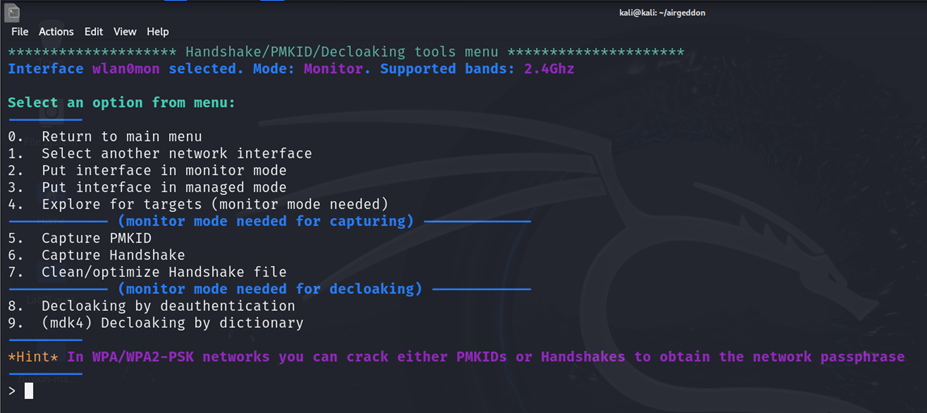 kali@kali: ~/airgeddon
File Actions Edit View Help
******************** Handshake/PMKID/Decloaking tools menu *********************
Interface wlan0mon selected. Mode: Monitor. Supported bands: 2.4Ghz
Select an option from menu:
0. Return to main menu
1. Select another network interface
2. Put interface in monitor mode
3. Put interface in managed mode
4. Explore for targets (monitor mode needed)
(monitor mode needed for capturing)
5. Capture PMKID
6. Capture Handshake
7. Clean/optimize Handshake file
(monitor mode needed for decloaking)
8. Decloaking by deauthentication
9. (mdk4) Decloaking by dictionary
*Hint* In WPA/WPA2-PSK networks you can crack either PMKIDs or Handshakes to obtain the network passphrase
>